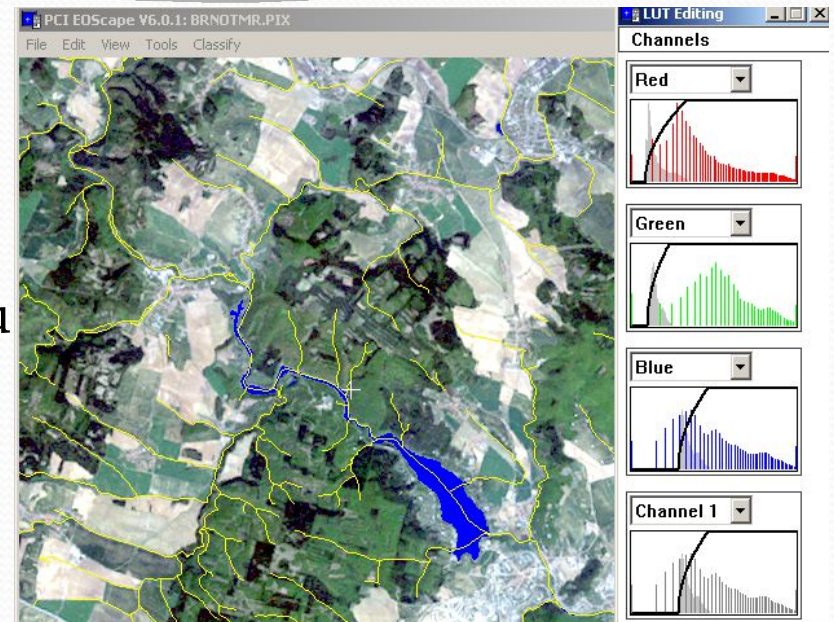 PCI EOScape V6.0.1: BRNOTMR.PIX
File Edit View Tools Classify
LUT Editing
Channels
Red
Green
Blue
Channel 1